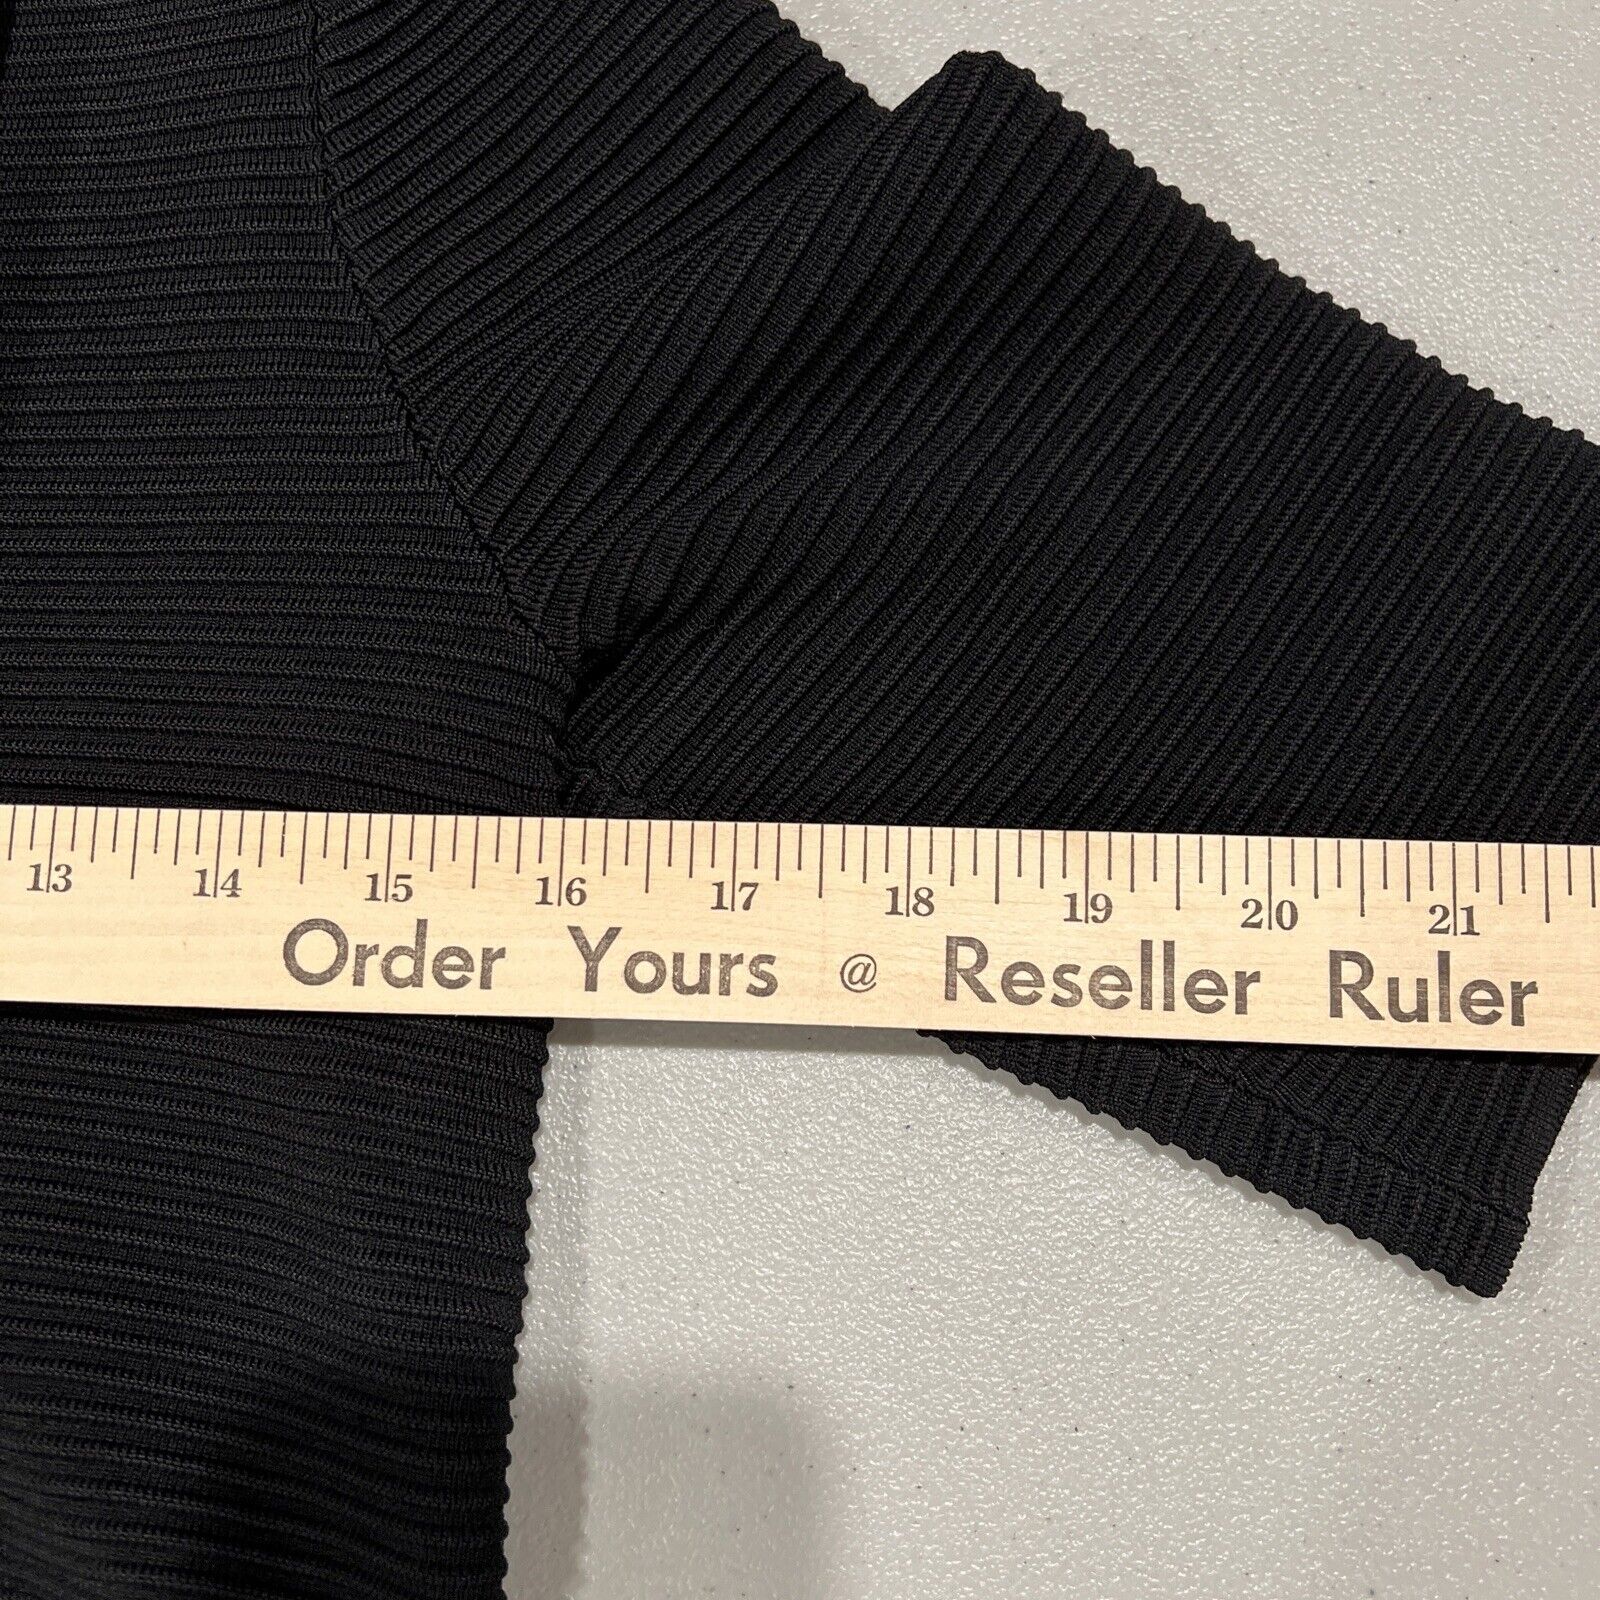 13 14 15 16 17 18 19 20 21
Order Yours @ Reseller Ruler